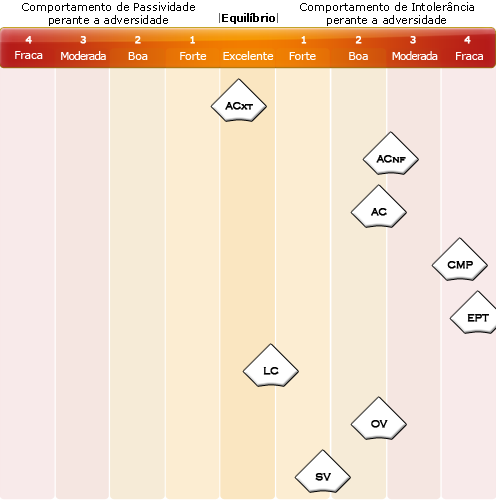 Comportamento de Passividade
perante a adversidade
|Equilíbrio|
Comportamento de Intolerância
perante a adversidade
4 3 2 1 1 2 3 4
Fraca Moderada Boa Forte Excelente Forte Boa Moderada Fraca
ACXT
ACNF
AC
CMP
EPT
LC
OV
SV